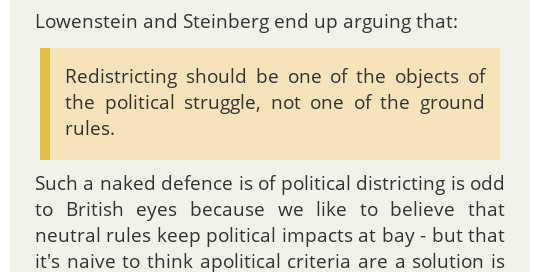 Lowenstein and Steinberg end up arguing that:
Redistricting should be one of the objects of
the political struggle, not one of the ground
rules.
Such a naked defence is of political districting is odd
to British eyes because we like to believe that
neutral rules keep political impacts at bay - but that
it's naive to think apolitical criteria are a solution is